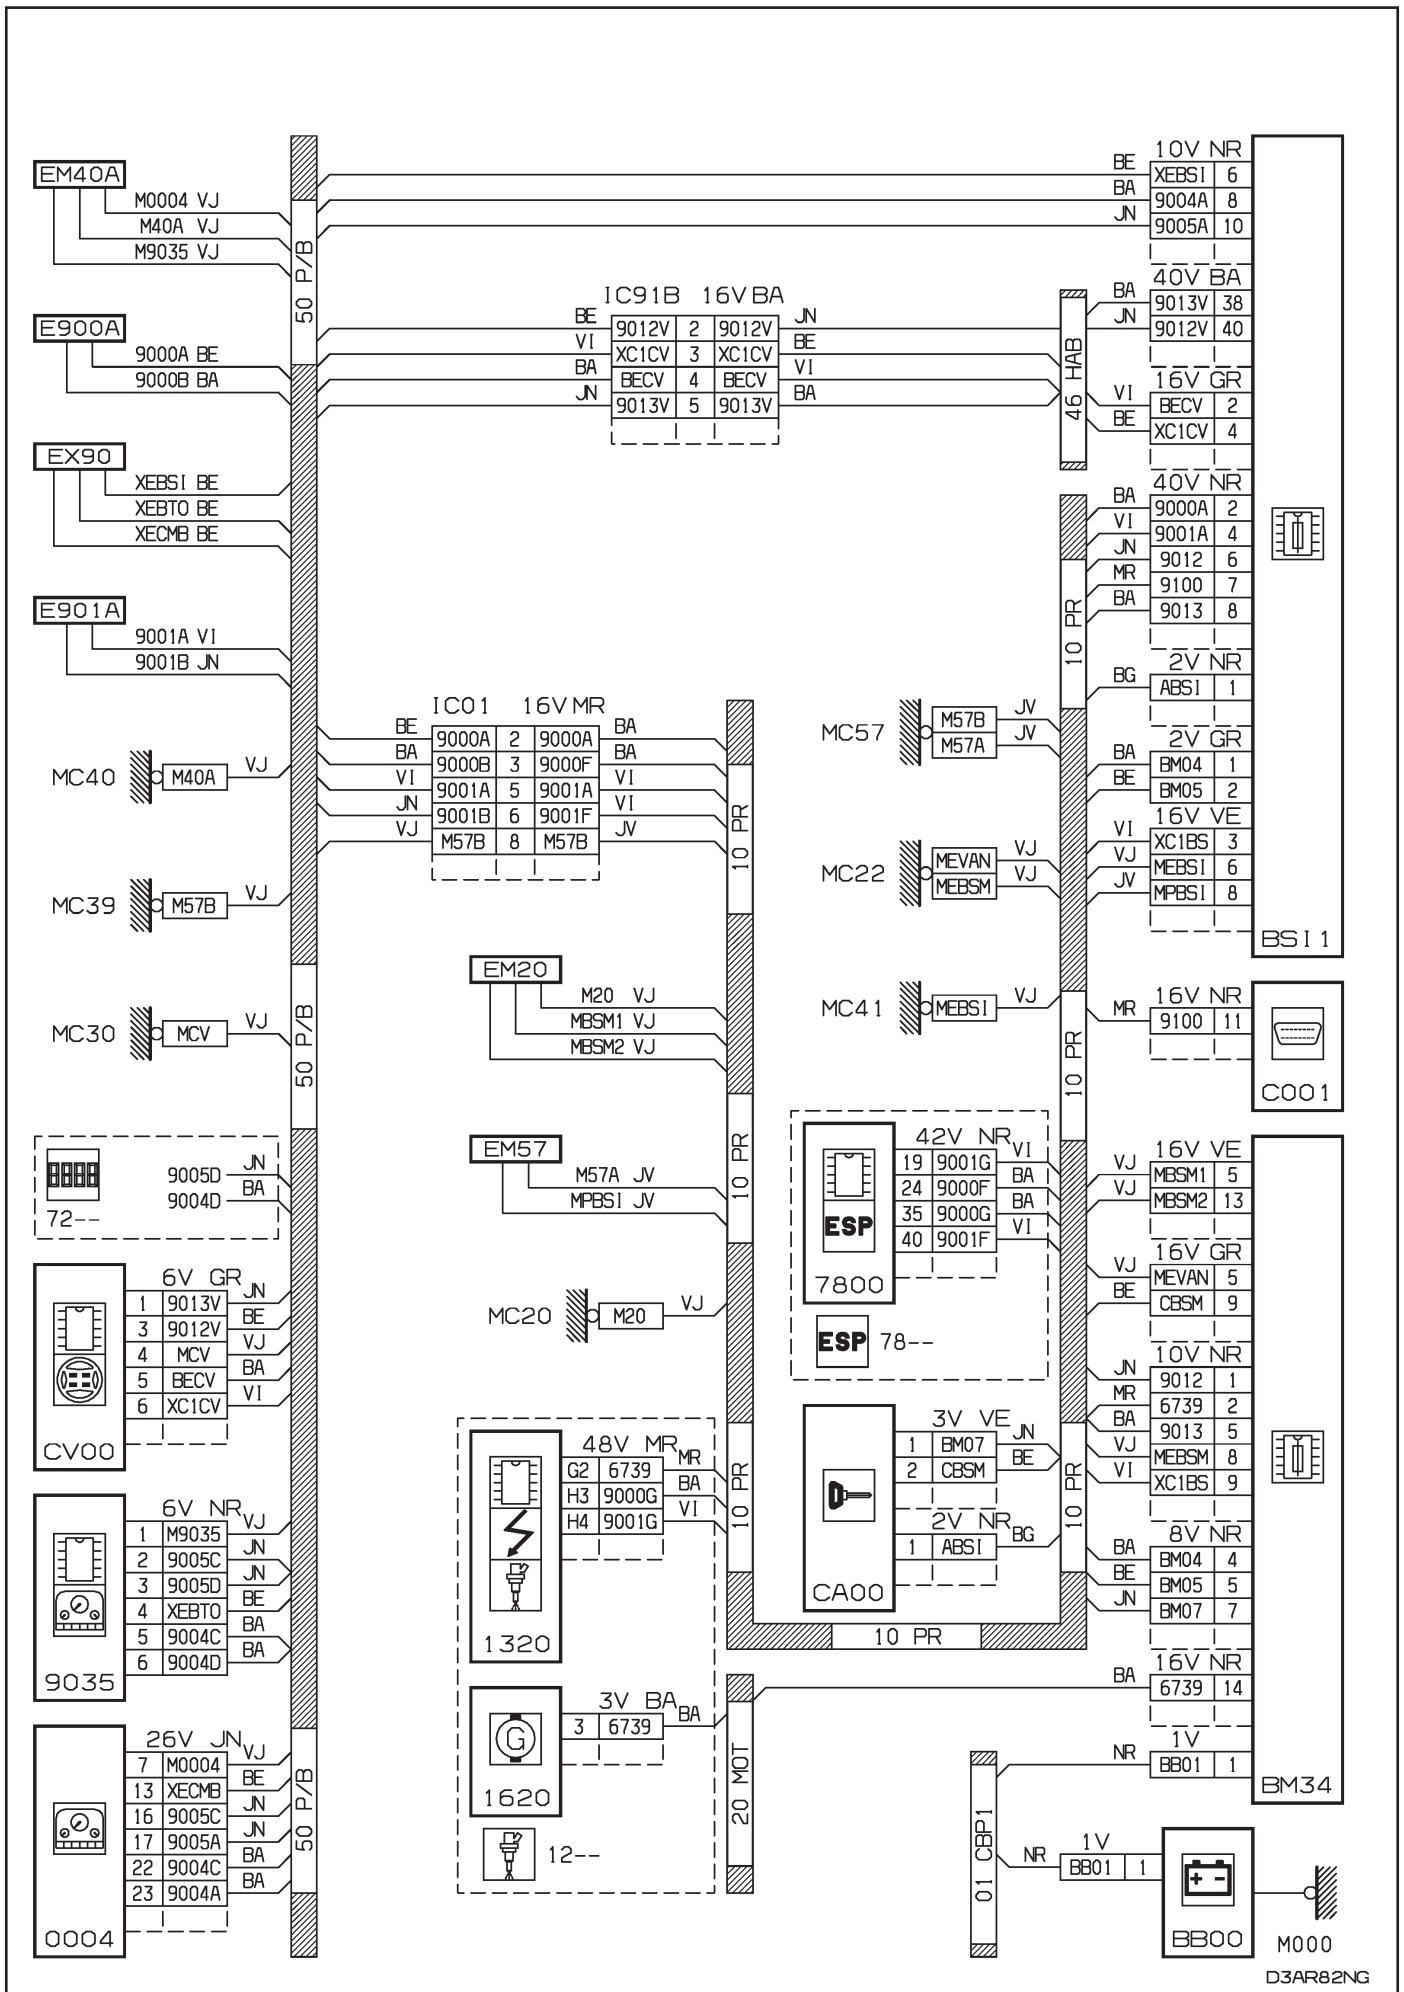 EM40A
M0004 VJ
M40A VJ
M9035 VJ
E900A
9000A BE
9000B BA
EX90
XEBSI BE
XEBTO BE
XECMB BE
E901A
9001A VI
9001B JN
MC40 M40A VJ
MC39 M57B VJ
MC30 MCV VJ
72--
9005D JN
9004D BA
CV00
6V GR
1 9013V JN
3 9012V BE
4 MCV VJ
5 BECV BA
6 XC1CV VI
9035
6V NR
1 M9035 VJ
2 9005C JN
3 9005D JN
4 XEBTO BE
5 9004C BA
6 9004D BA
0004
26V JN
7 M0004 VJ
13 XECMB BE
16 9005C JN
17 9005A JN
22 9004C BA
23 9004A BA
50 P/B
50 P/B
50 P/B
IC91B 16V BA
BE 9012V 2 9012V JN
VI XC1CV 3 XC1CV BE
BA BECV 4 BECV VI
JN 9013V 5 9013V BA
46 HAB
IC01 16V MR
BE 9000A 2 9000A BA
BA 9000B 3 9000F BA
VI 9001A 5 9001A VI
JN 9001B 6 9001F VI
VJ M57B 8 M57B JV
10 PR
10 PR
10 PR
EM20
M20 VJ
MBSM1 VJ
MBSM2 VJ
EM57
M57A JV
MPBSI JV
MC20 M20 VJ
1320
48V MR
G2 6739 MR
H3 9000G BA
H4 9001G VI
1620
G
3V BA
3 6739 BA
12--
20 MOT
10 PR
MC57
M57B JV
M57A JV
MC22
MEVAN VJ
MEBSM VJ
MC41 MEBSI VJ
7800
ESP
42V NR
19 9001G VI
24 9000F BA
35 9000G BA
40 9001F VI
ESP 78--
CA00
3V VE
1 BM07 JN
2 CBSM BE
2V NR
1 ABSI BG
10 PR
10 PR
10 PR
BSI1
10V NR
BE XEBSI 6
BA 9004A 8
JN 9005A 10
40V BA
BA 9013V 38
JN 9012V 40
16V GR
VI BECV 2
BE XC1CV 4
40V NR
BA 9000A 2
VI 9001A 4
JN 9012 6
MR 9100 7
BA 9013 8
2V NR
BG ABSI 1
2V GR
BA BM04 1
BE BM05 2
16V VE
VI XC1BS 3
VJ MEBSI 6
JV MPBSI 8
C001
16V NR
MR 9100 11
BM34
16V VE
VJ MBSM1 5
VJ MBSM2 13
16V GR
VJ MEVAN 5
BE CBSM 9
10V NR
JN 9012 1
MR 6739 2
BA 9013 5
VJ MEBSM 8
VI XC1BS 9
8V NR
BA BM04 4
BE BM05 5
JN BM07 7
16V NR
BA 6739 14
1V
NR BB01 1
01 CBP1
1V
NR BB01 1
+ -
BB00
M000
D3AR82NG